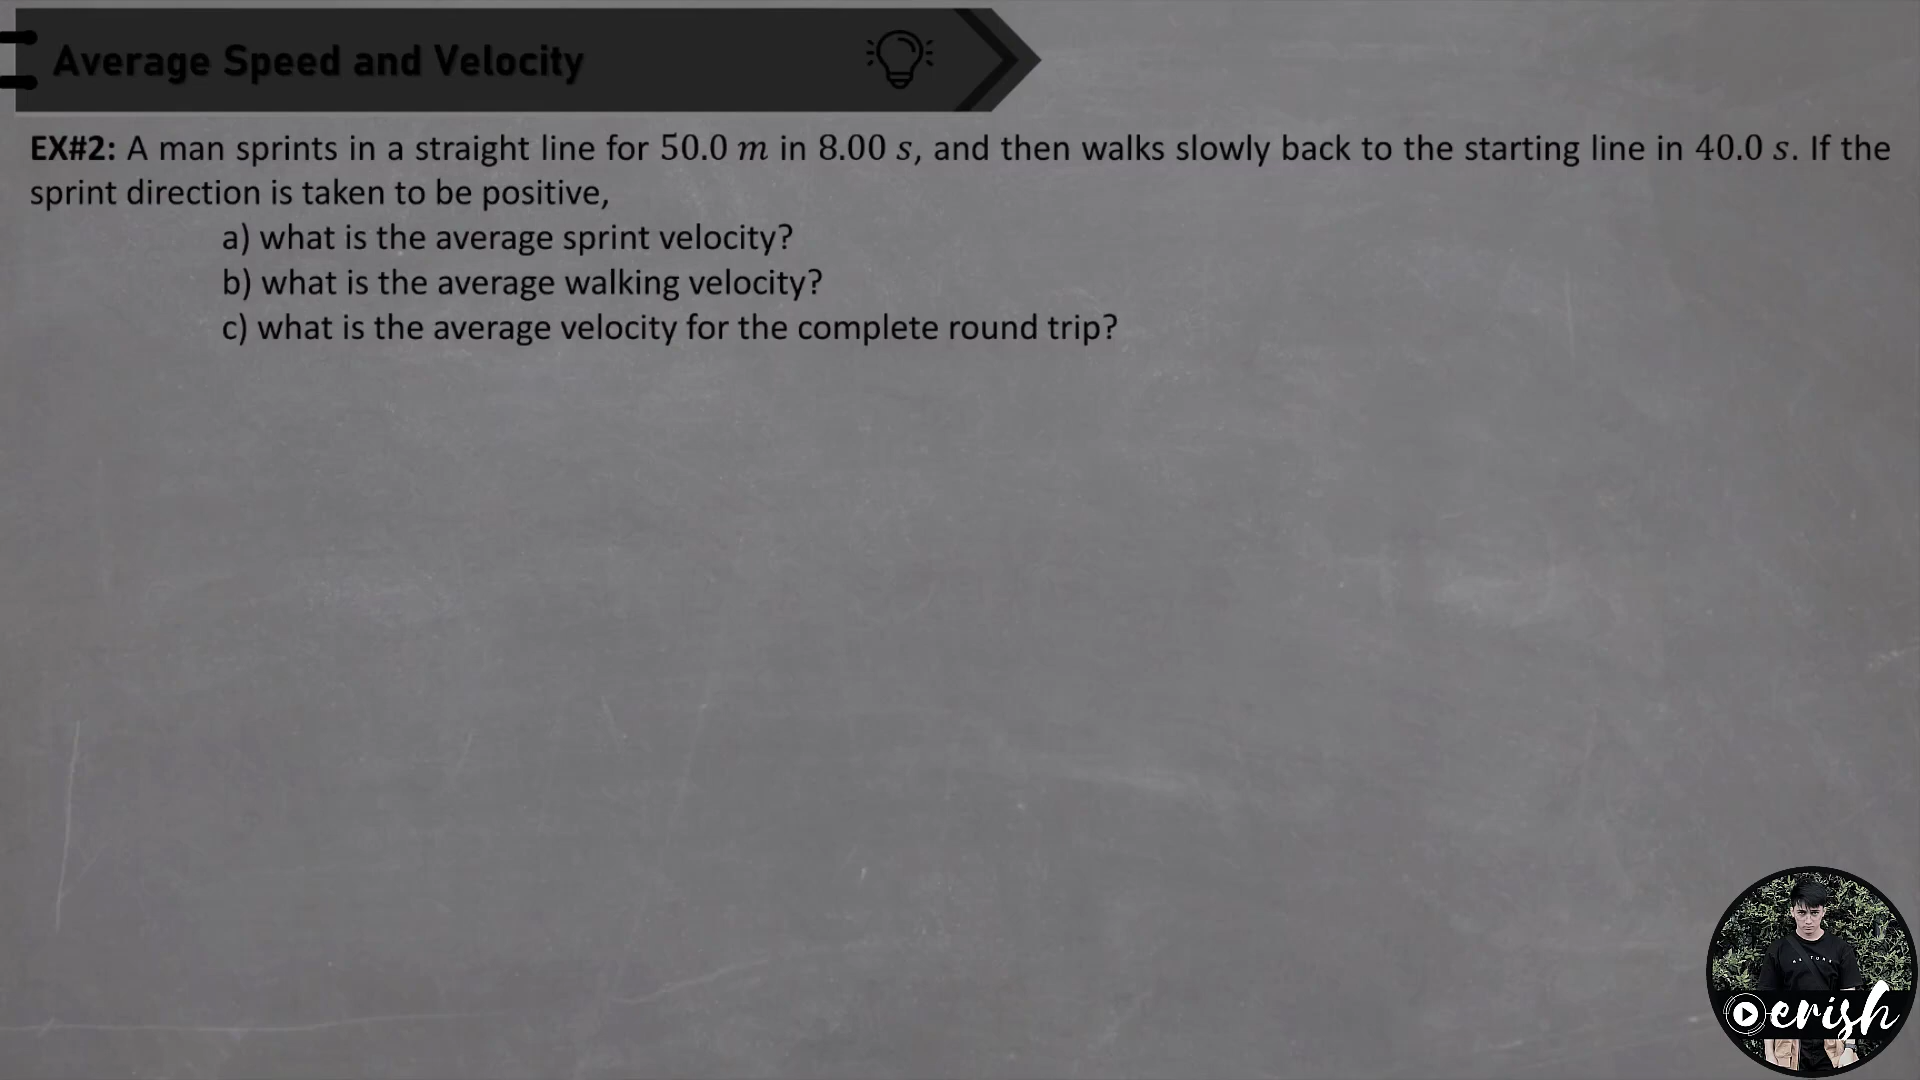 Average Speed and Velocity
EX#2: A man sprints in a straight line for 50.0 m in 8.00 s, and then walks slowly back to the starting line in 40.0 s. If the
sprint direction is taken to be positive,
a) what is the average sprint velocity?
b) what is the average walking velocity?
c) what is the average velocity for the complete round trip?
erish